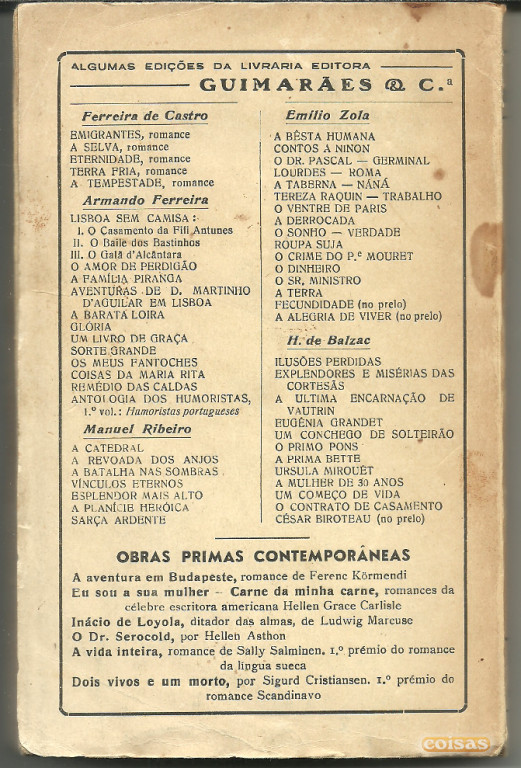 ALGUMAS EDIÇÕES DA LIVRARIA EDITORA
GUIMARÃES & C.ª
Ferreira de Castro
EMIGRANTES, romance
A SELVA, romance
ETERNIDADE, romance
TERRA FRIA, romance
A TEMPESTADE, romance
Armando Ferreira
LISBOA SEM CAMISA:
I. O Casamento da Fifi Antunes
II. O Baile dos Bastinhos
III. O Galã d'Alcântara
O AMOR DE PERDIGÃO
A FAMÍLIA PIRANGA
AVENTURAS DE D. MARTINHO
D'AGUILAR EM LISBOA
A BARATA LOIRA
GLÓRIA
UM LIVRO DE GRAÇA
SORTE GRANDE
OS MEUS FANTOCHES
COISAS DA MARIA RITA
REMÉDIO DAS CALDAS
ANTOLOGIA DOS HUMORISTAS,
1.º vol.: Humoristas portugueses
Manuel Ribeiro
A CATEDRAL
A REVOADA DOS ANJOS
A BATALHA NAS SOMBRAS
VÍNCULOS ETERNOS
ESPLENDOR MAIS ALTO
A PLANÍCIE HERÓICA
SARÇA ARDENTE
Emílio Zola
A BÊSTA HUMANA
CONTOS A NINON
O DR. PASCAL — GERMINAL
LOURDES — ROMA
A TABERNA — NÁNÁ
TEREZA RAQUIN — TRABALHO
O VENTRE DE PARIS
A DERROCADA
O SONHO — VERDADE
ROUPA SUJA
O CRIME DO P.e MOURET
O DINHEIRO
O SR. MINISTRO
A TERRA
FECUNDIDADE (no prelo)
A ALEGRIA DE VIVER (no prelo)
H. de Balzac
ILUSÕES PERDIDAS
EXPLENDORES E MISÉRIAS DAS
CORTESÃS
A ULTIMA ENCARNAÇÃO DE
VAUTRIN
EUGÊNIA GRANDET
UM CONCHEGO DE SOLTEIRÃO
O PRIMO PONS
A PRIMA BETTE
URSULA MIROUËT
A MULHER DE 30 ANOS
UM COMEÇO DE VIDA
O CONTRATO DE CASAMENTO
CÉSAR BIROTEAU (no prelo)
OBRAS PRIMAS CONTEMPORÂNEAS
A aventura em Budapeste, romance de Ferenc Körmendi
Eu sou a sua mulher — Carne da minha carne, romances da
célebre escritora americana Hellen Grace Carlisle
Inácio de Loyola, ditador das almas, de Ludwig Marcuse
O Dr. Serocold, por Hellen Asthon
A vida inteira, romance de Sally Salminen. 1.º prémio do romance
da língua sueca
Dois vivos e um morto, por Sigurd Cristiansen. 1.º prémio do
romance Scandinavo
coisas